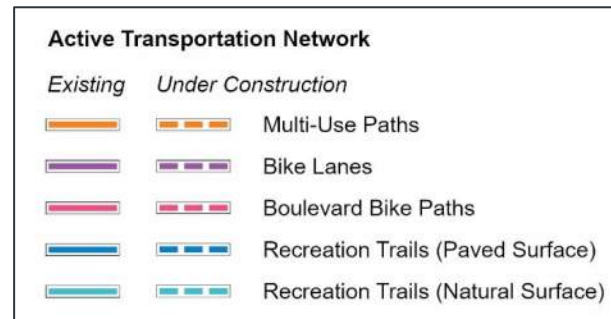 Active Transportation Network
Existing Under Construction
Multi-Use Paths
Bike Lanes
Boulevard Bike Paths
Recreation Trails (Paved Surface)
Recreation Trails (Natural Surface)